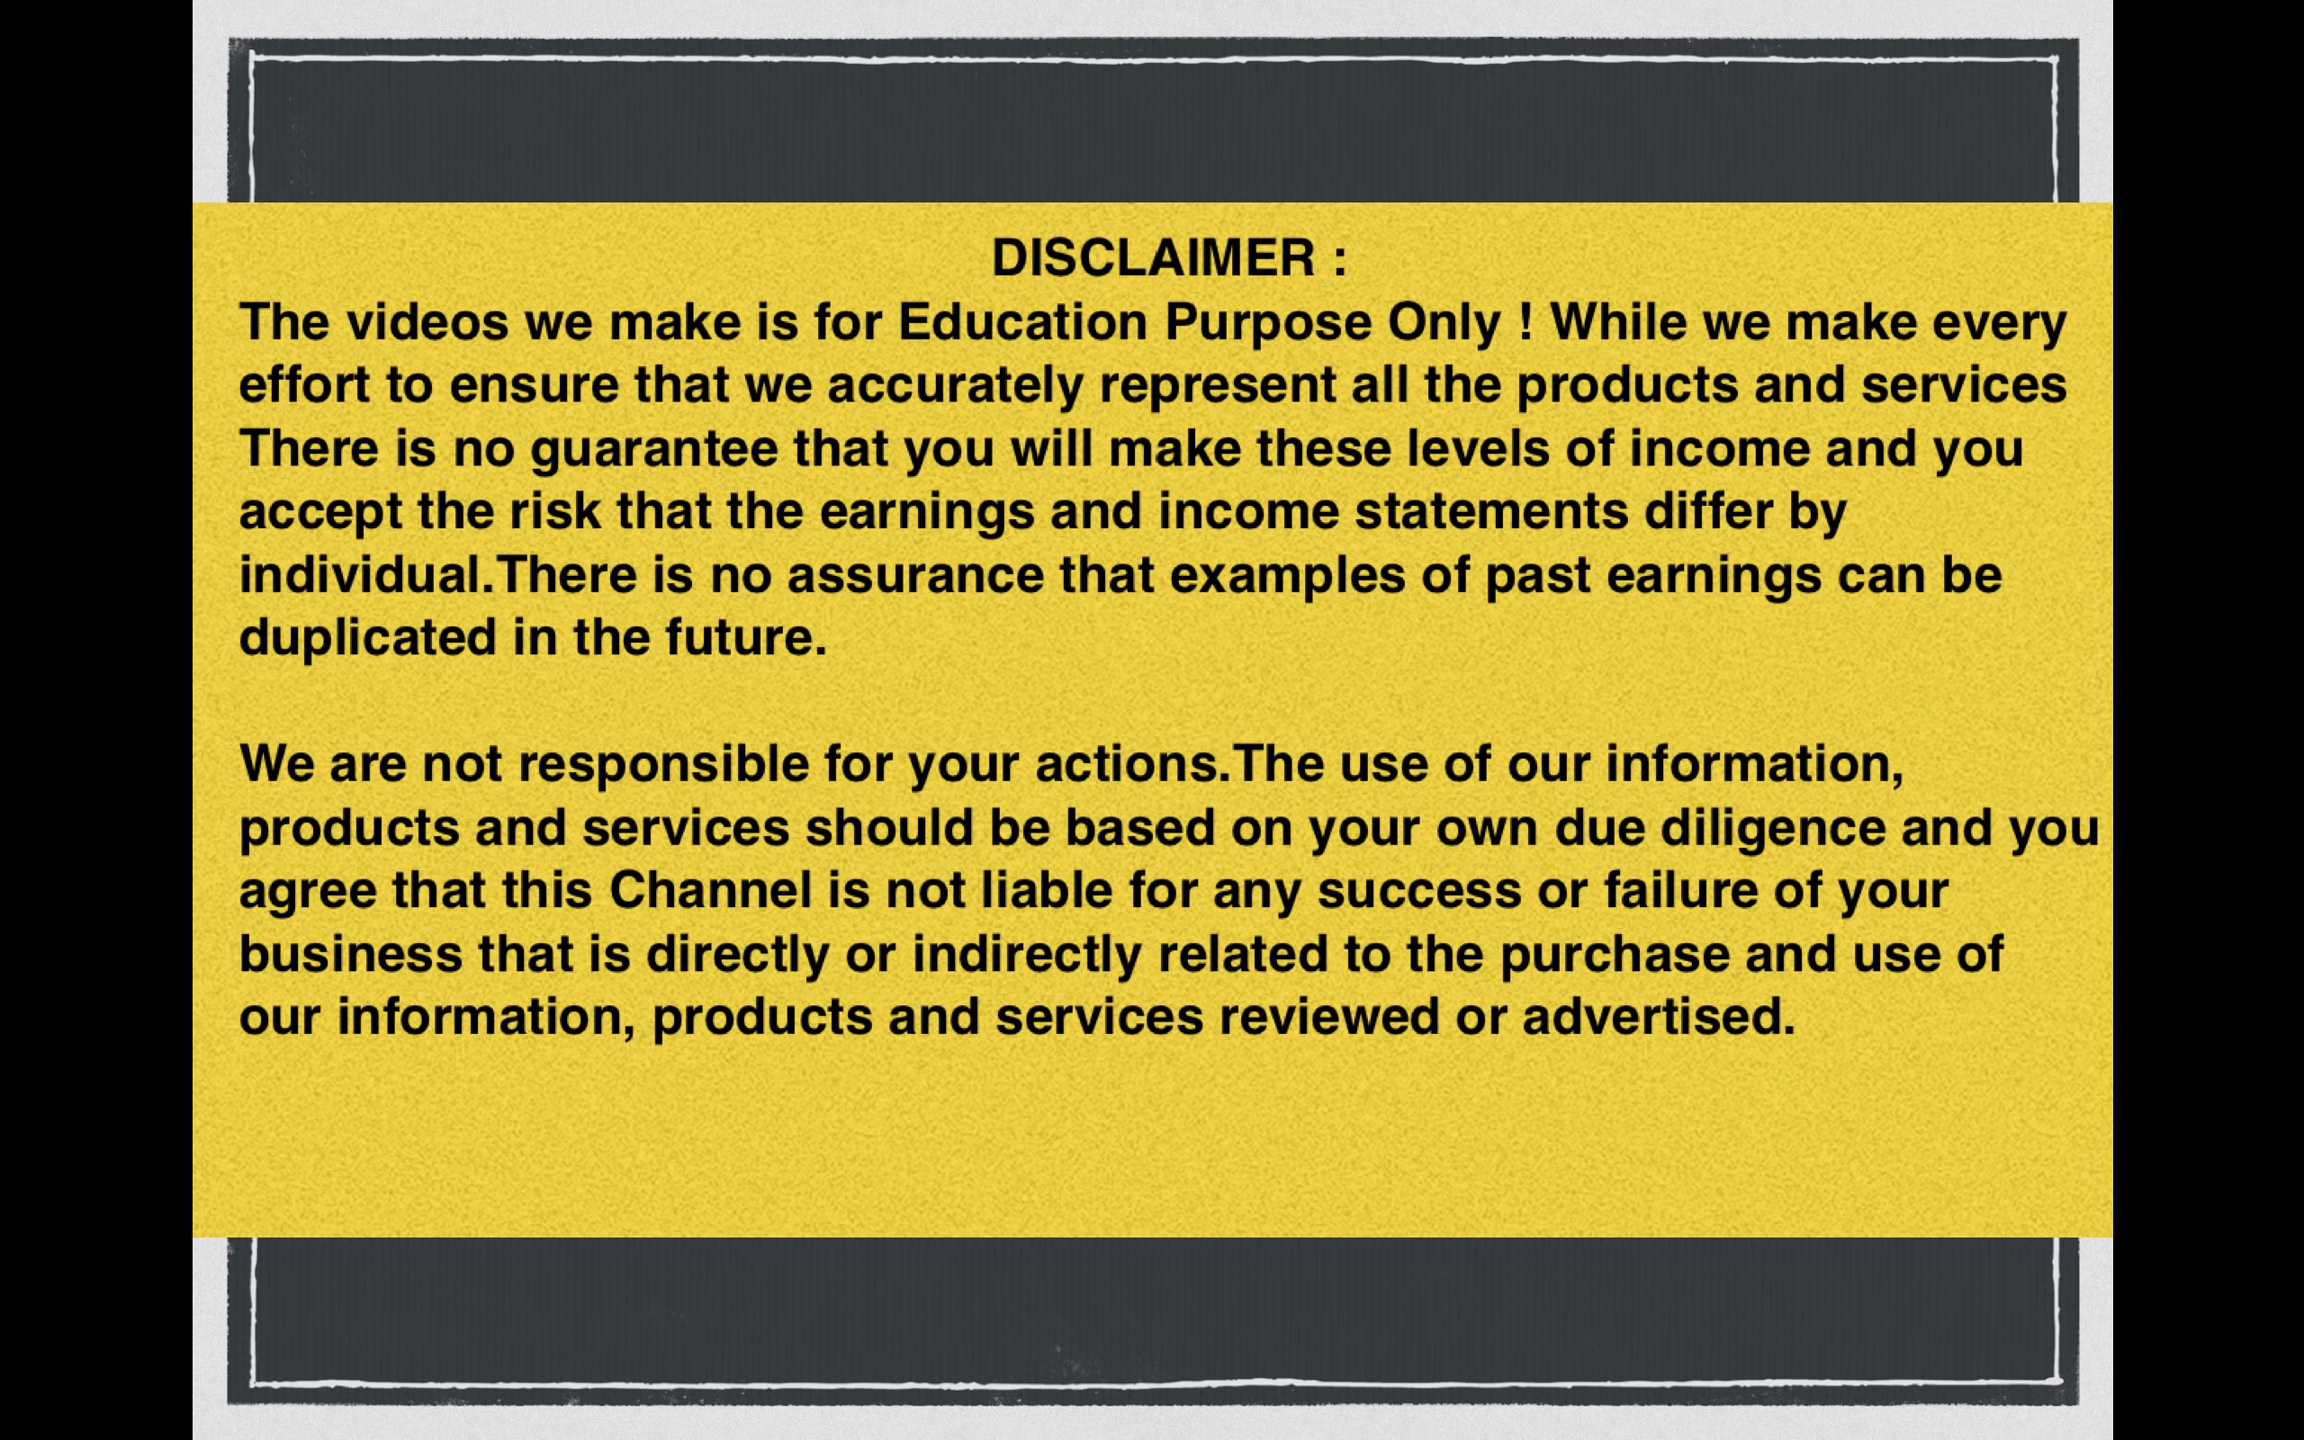 DISCLAIMER :
The videos we make is for Education Purpose Only ! While we make every
effort to ensure that we accurately represent all the products and services
There is no guarantee that you will make these levels of income and you
accept the risk that the earnings and income statements differ by
individual.There is no assurance that examples of past earnings can be
duplicated in the future.
We are not responsible for your actions.The use of our information,
products and services should be based on your own due diligence and you
agree that this Channel is not liable for any success or failure of your
business that is directly or indirectly related to the purchase and use of
our information, products and services reviewed or advertised.